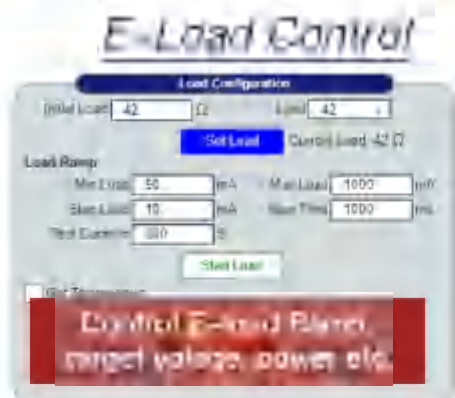 E-Load Control
Load Configuration
Initial Load 42 Ω Load 42
Set Load Current Load 42 Ω
Load Ramp
Min Load 50 mA Max Load 1000 mA
Step Load 10 mA Step Time 1000 ms
Test Duration S
Start Load
Control E-load Ramp,
target voltage, power etc.